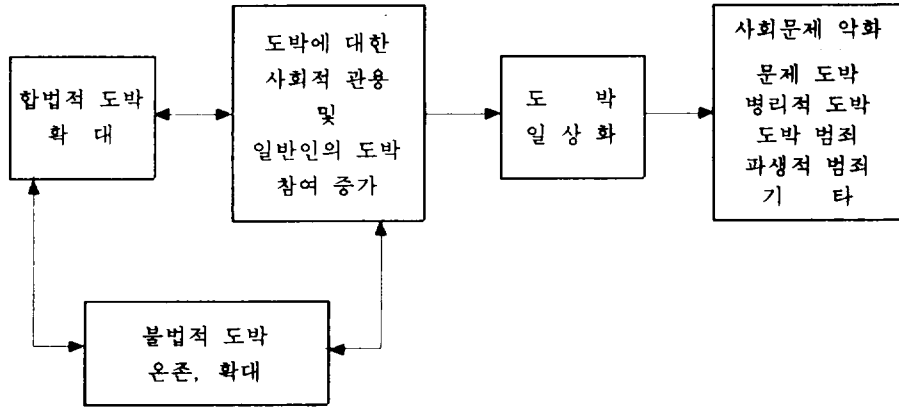 합법적 도박
확 대
도박에 대한
사회적 관용
및
일반인의 도박
참여 증가
도 박
일상화
사회문제 악화
문제 도박
병리적 도박
도박 범죄
파생적 범죄
기 타
불법적 도박
온존, 확대